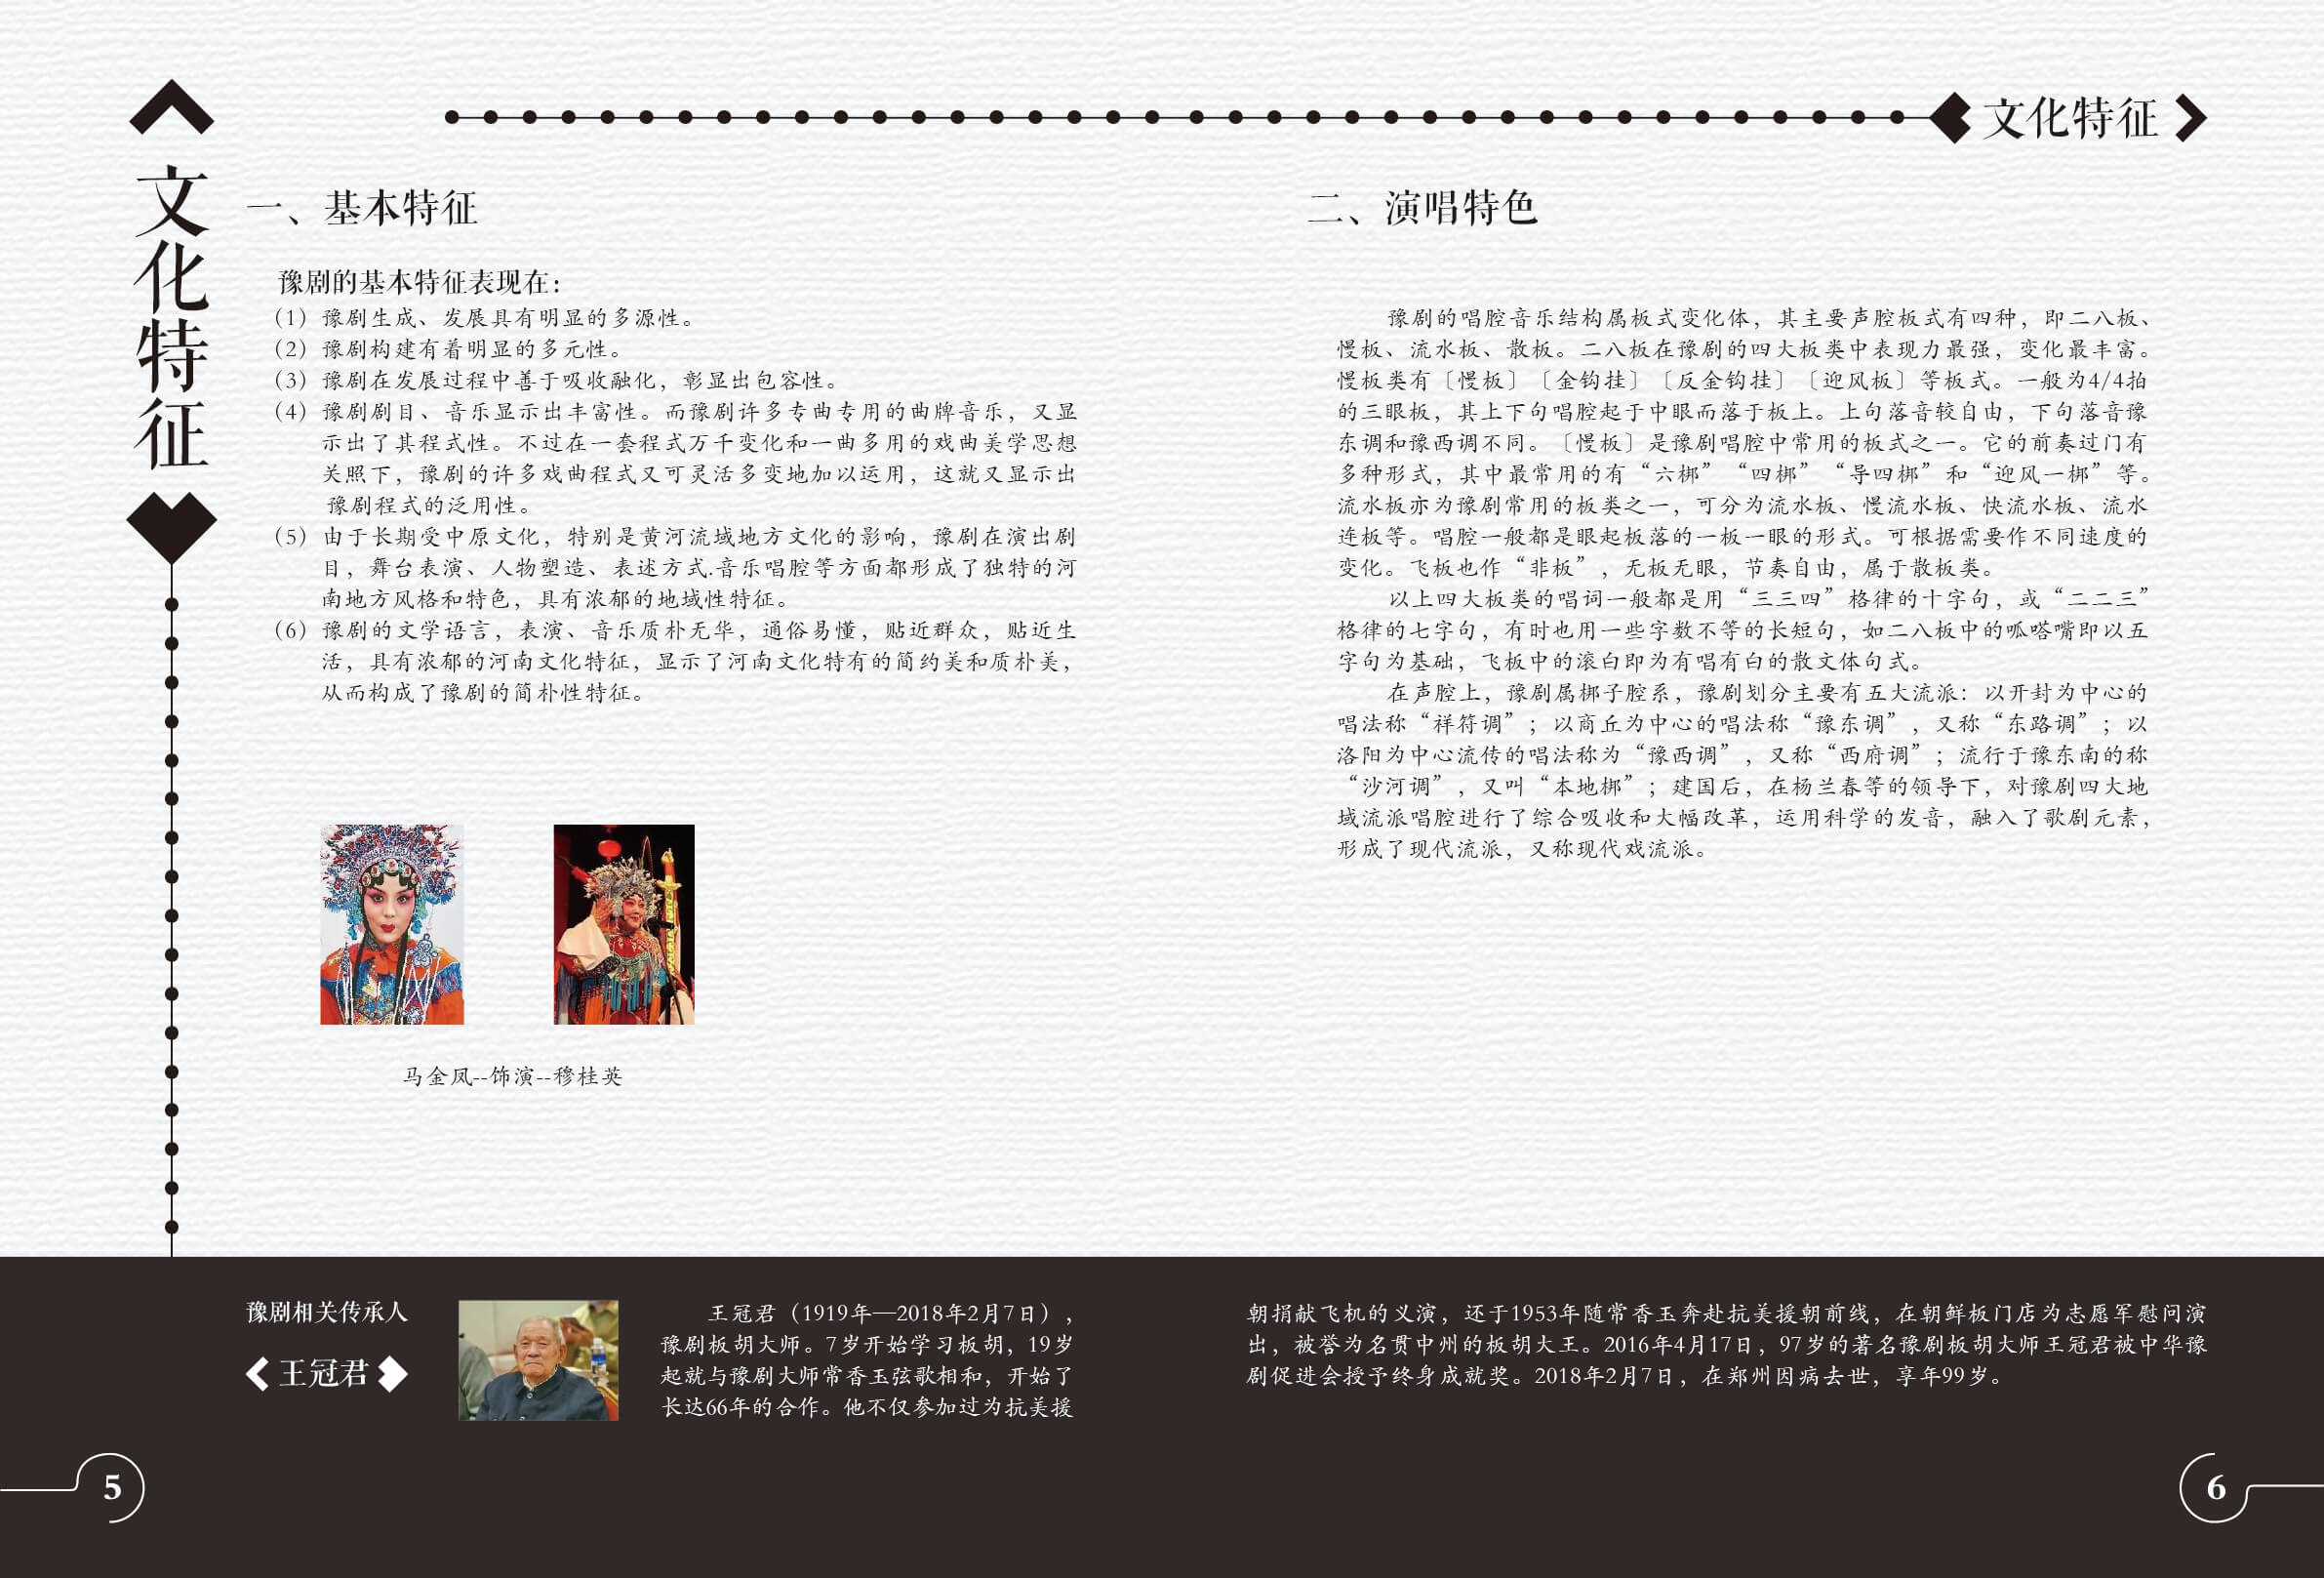 文化特征
文化特征
一、基本特征
豫剧的基本特征表现在：
（1）豫剧生成、发展具有明显的多源性。
（2）豫剧构建有着明显的多元性。
（3）豫剧在发展过程中善于吸收融化，彰显出包容性。
（4）豫剧剧目、音乐显示出丰富性。而豫剧许多专曲专用的曲牌音乐，又显
示出了其程式性。不过在一套程式万千变化和一曲多用的戏曲美学思想
关照下，豫剧的许多戏曲程式又可灵活多变地加以运用，这就又显示出
豫剧程式的泛用性。
（5）由于长期受中原文化，特别是黄河流域地方文化的影响，豫剧在演出剧
目，舞台表演、人物塑造、表述方式.音乐唱腔等方面都形成了独特的河
南地方风格和特色，具有浓郁的地域性特征。
（6）豫剧的文学语言，表演、音乐质朴无华，通俗易懂，贴近群众，贴近生
活，具有浓郁的河南文化特征，显示了河南文化特有的简约美和质朴美，
从而构成了豫剧的简朴性特征。
马金凤--饰演--穆桂英
二、演唱特色
豫剧的唱腔音乐结构属板式变化体，其主要声腔板式有四种，即二八板、
慢板、流水板、散板。二八板在豫剧的四大板类中表现力最强，变化最丰富。
慢板类有〔慢板〕〔金钩挂〕〔反金钩挂〕〔迎风板〕等板式。一般为4/4拍
的三眼板，其上下句唱腔起于中眼而落于板上。上句落音较自由，下句落音豫
东调和豫西调不同。〔慢板〕是豫剧唱腔中常用的板式之一。它的前奏过门有
多种形式，其中最常用的有“六梆”“四梆”“导四梆”和“迎风一梆”等。
流水板亦为豫剧常用的板类之一，可分为流水板、慢流水板、快流水板、流水
连板等。唱腔一般都是眼起板落的一板一眼的形式。可根据需要作不同速度的
变化。飞板也作“非板”，无板无眼，节奏自由，属于散板类。
以上四大板类的唱词一般都是用“三三四”格律的十字句，或“二二三”
格律的七字句，有时也用一些字数不等的长短句，如二八板中的呱嗒嘴即以五
字句为基础，飞板中的滚白即为有唱有白的散文体句式。
在声腔上，豫剧属梆子腔系，豫剧划分主要有五大流派：以开封为中心的
唱法称“祥符调”；以商丘为中心的唱法称“豫东调”，又称“东路调”；以
洛阳为中心流传的唱法称为“豫西调”，又称“西府调”；流行于豫东南的称
“沙河调”，又叫“本地梆”；建国后，在杨兰春等的领导下，对豫剧四大地
域流派唱腔进行了综合吸收和大幅改革，运用科学的发音，融入了歌剧元素，
形成了现代流派，又称现代戏流派。
豫剧相关传承人
王冠君
王冠君（1919年—2018年2月7日），
豫剧板胡大师。7岁开始学习板胡，19岁
起就与豫剧大师常香玉弦歌相和，开始了
长达66年的合作。他不仅参加过为抗美援
朝捐献飞机的义演，还于1953年随常香玉奔赴抗美援朝前线，在朝鲜板门店为志愿军慰问演
出，被誉为名贯中州的板胡大王。2016年4月17日，97岁的著名豫剧板胡大师王冠君被中华豫
剧促进会授予终身成就奖。2018年2月7日，在郑州因病去世，享年99岁。
5
6